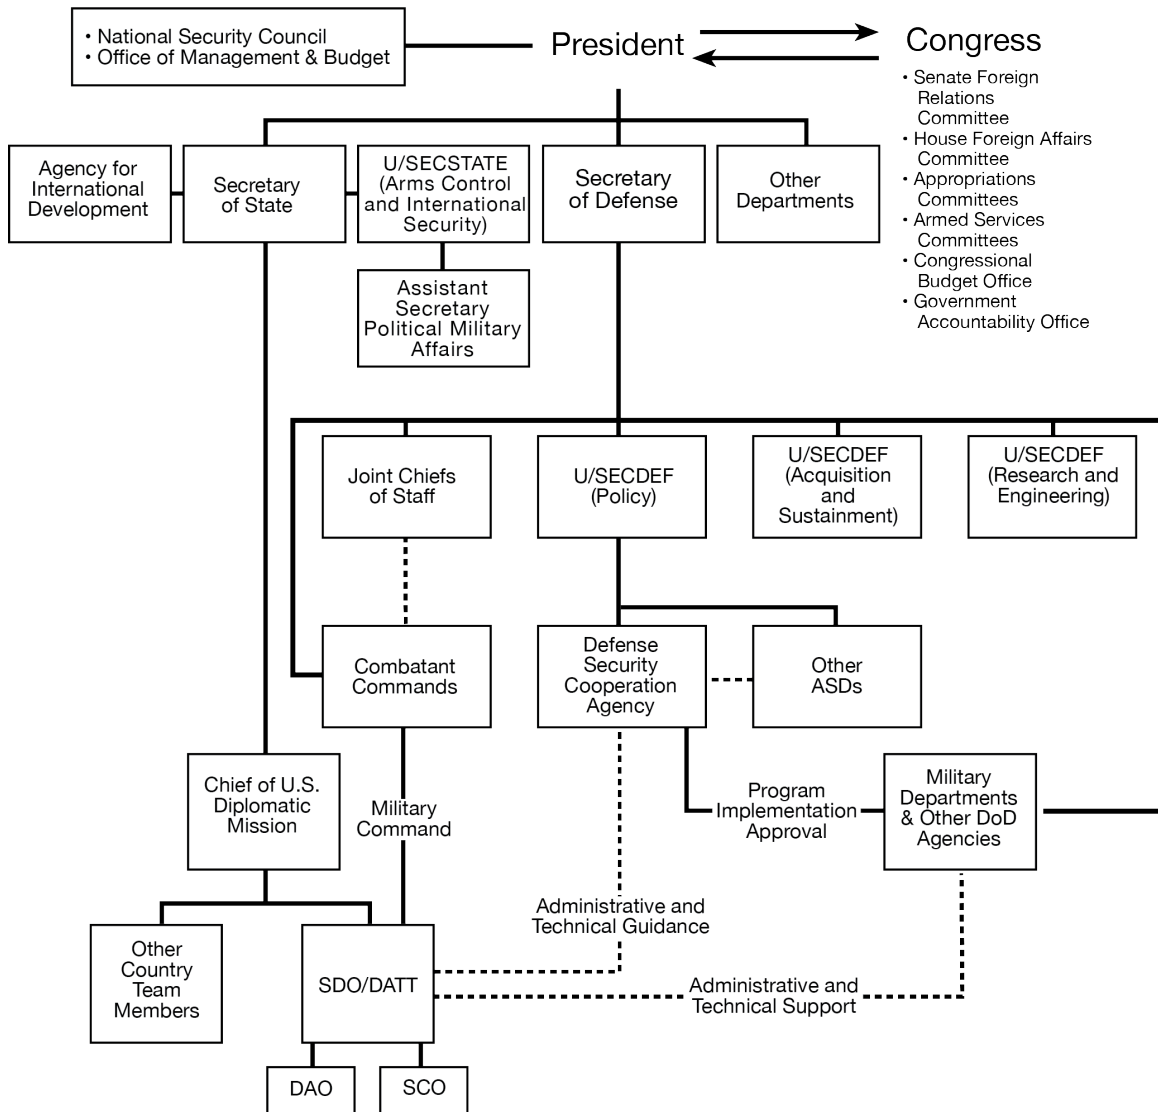 • National Security Council
• Office of Management & Budget
President
Congress
• Senate Foreign
Relations
Committee
• House Foreign Affairs
Committee
• Appropriations
Committees
• Armed Services
Committees
• Congressional
Budget Office
• Government
Accountability Office
Agency for
International
Development
Secretary
of State
U/SECSTATE
(Arms Control
and International
Security)
Secretary
of Defense
Other
Departments
Assistant
Secretary
Political Military
Affairs
Joint Chiefs
of Staff
U/SECDEF
(Policy)
U/SECDEF
(Acquisition
and
Sustainment)
U/SECDEF
(Research and
Engineering)
Combatant
Commands
Defense
Security
Cooperation
Agency
Other
ASDs
Chief of U.S.
Diplomatic
Mission
Military
Command
Program
Implementation
Approval
Military
Departments
& Other DoD
Agencies
Administrative and
Technical Guidance
Other
Country
Team
Members
SDO/DATT
Administrative and
Technical Support
DAO
SCO